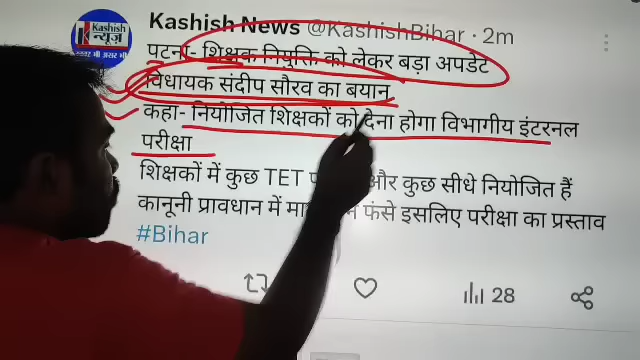 Kashish
न्यूज़
Kashish News @KashishBihar · 2m
पटना- शिक्षक नियुक्ति को लेकर बड़ा अपडेट
विधायक संदीप सौरव का बयान
कहा- नियोजित शिक्षकों को देना होगा विभागीय इंटरनल
परीक्षा
शिक्षकों में कुछ TET और कुछ सीधे नियोजित हैं
कानूनी प्रावधान में फंसे इसलिए परीक्षा का प्रस्ताव
#Bihar
28